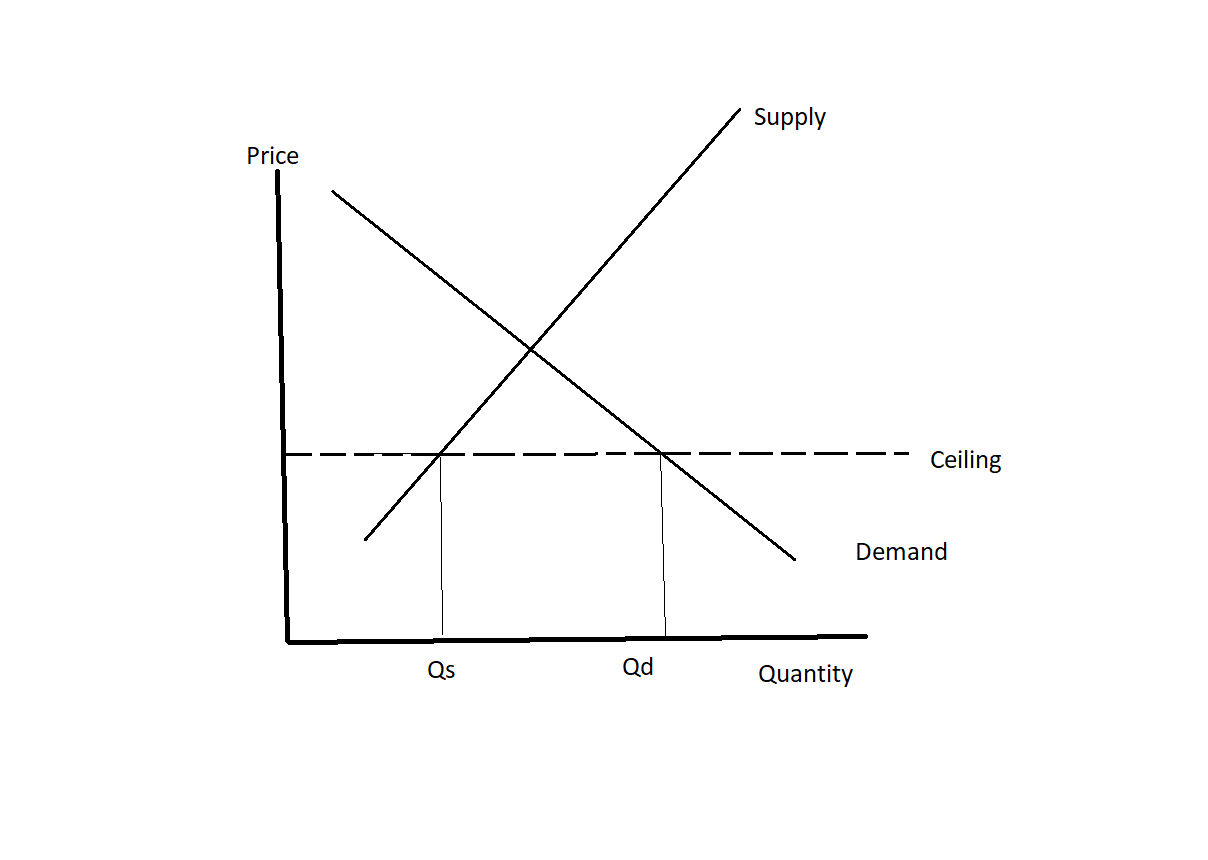 Supply
Price
Ceiling
Demand
Qs
Qd
Quantity